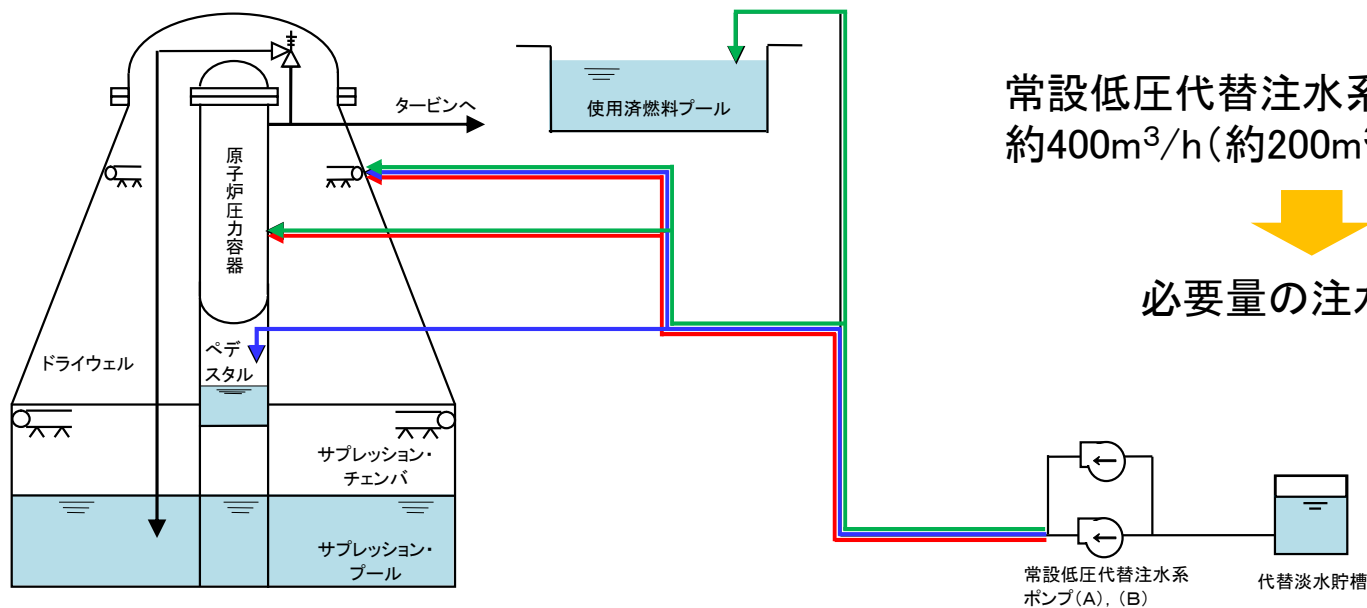 使用済燃料プール
タービンへ
常設低圧代替注水系
約400m³/h(約200m³
必要量の注水
原子炉圧力容器
ドライウェル
ペデ
スタル
サプレッション・
チェンバ
サプレッション・
プール
常設低圧代替注水系
ポンプ(A), (B)
代替淡水貯槽